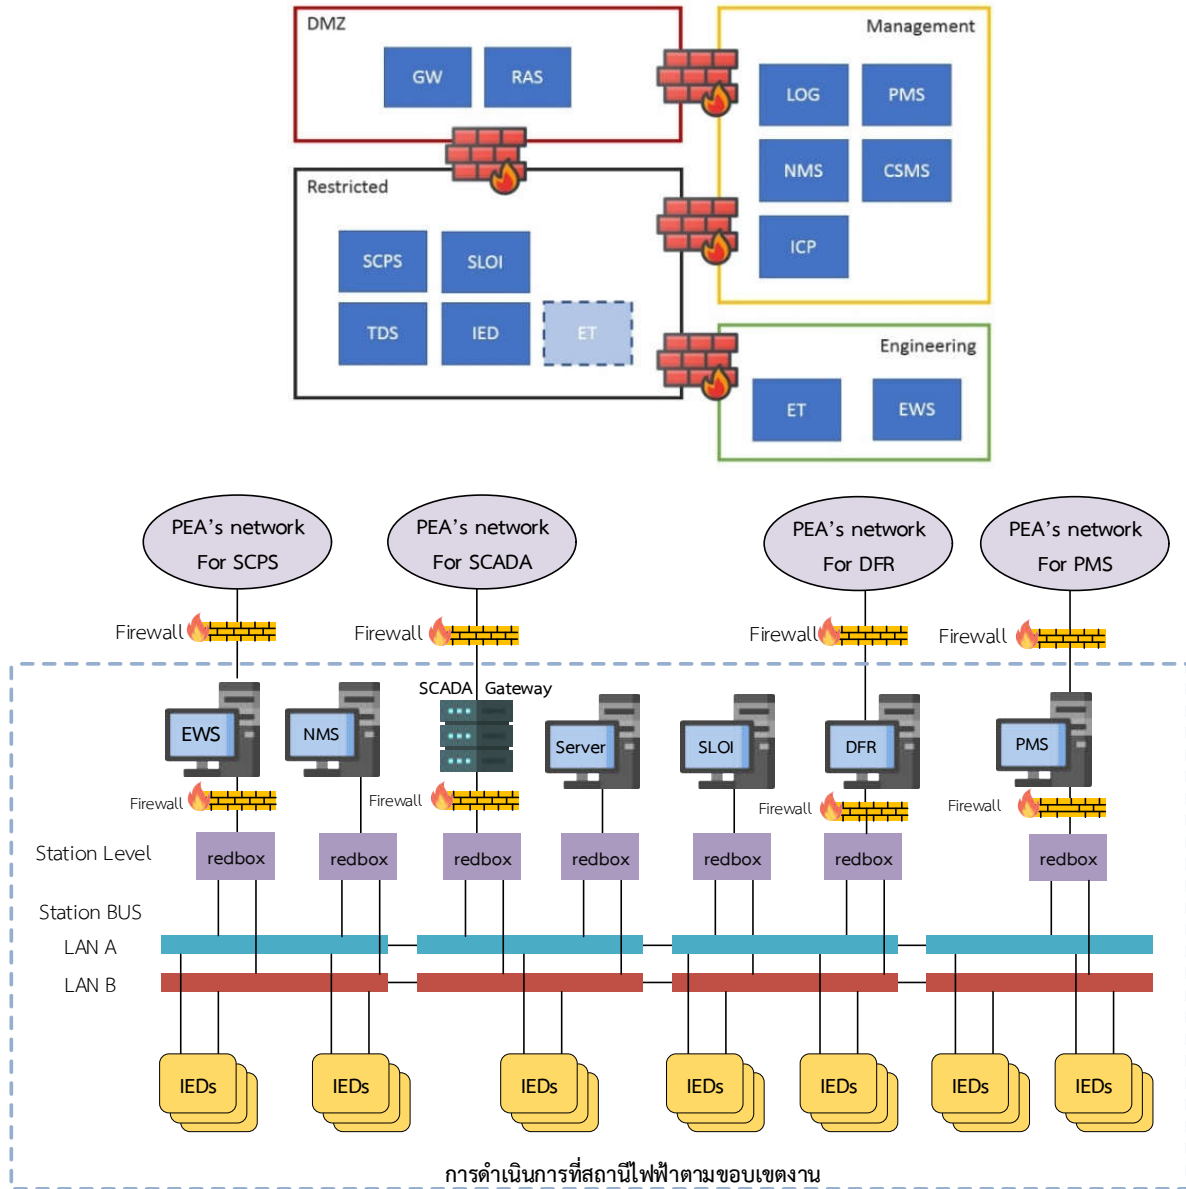 DMZ
Management
GW
RAS
LOG
PMS
NMS
CSMS
ICP
Restricted
SCPS
SLOI
TDS
IED
ET
Engineering
ET
EWS
PEA's network
For SCPS
PEA's network
For SCADA
PEA's network
For DFR
PEA's network
For PMS
Firewall
Firewall
Firewall
Firewall
SCADA Gateway
EWS
NMS
Server
SLOI
DFR
PMS
Firewall
Firewall
Firewall
Firewall
Station Level
redbox
redbox
redbox
redbox
redbox
redbox
redbox
Station BUS
LAN A
LAN B
IEDs
IEDs
IEDs
IEDs
IEDs
IEDs
IEDs
การดำเนินการที่สถานีไฟฟ้าตามขอบเขตงาน